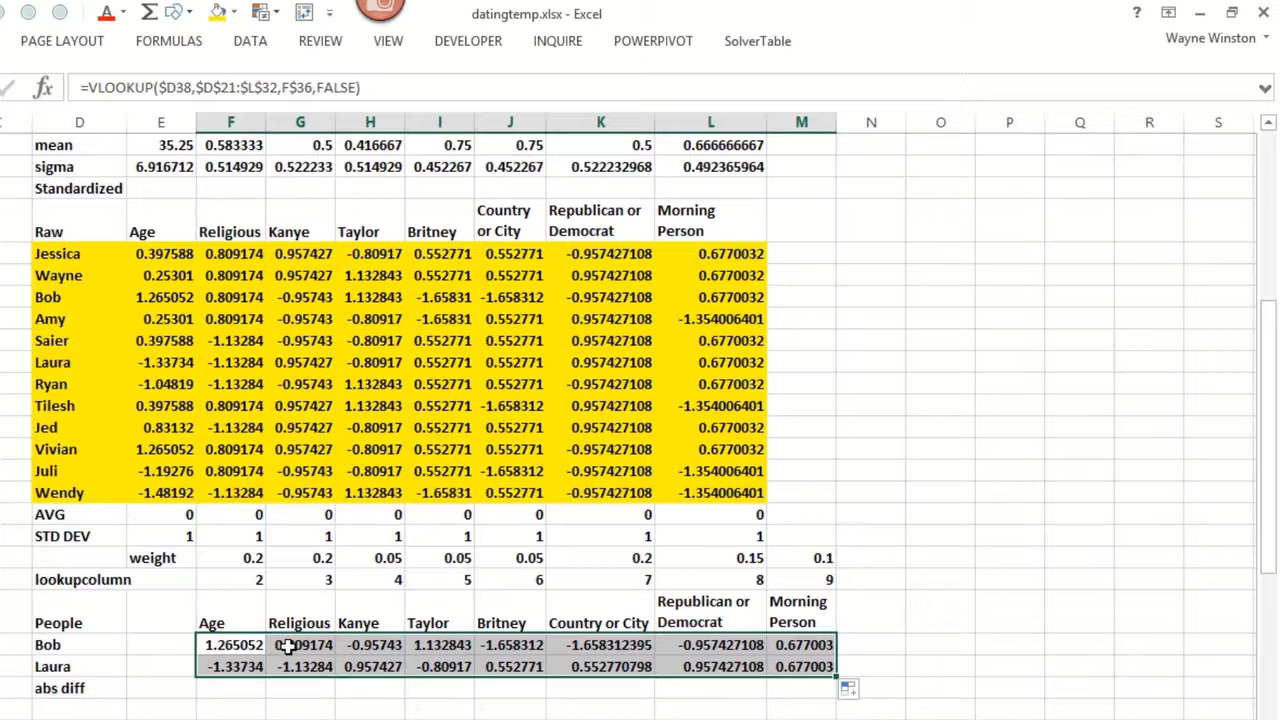 datingtemp.xlsx - Excel
?
PAGE LAYOUT FORMULAS DATA REVIEW VIEW DEVELOPER INQUIRE POWERPIVOT SolverTable Wayne Winston
fx =VLOOKUP($D38,$D$21:$L$32,F$36,FALSE)
D E F G H I J K L M N O P Q R S
mean 35.25 0.583333 0.5 0.416667 0.75 0.75 0.5 0.666666667
sigma 6.916712 0.514929 0.522233 0.514929 0.452267 0.452267 0.522232968 0.492365964
Standardized
Country Republican or Morning
Raw Age Religious Kanye Taylor Britney or City Democrat Person
Jessica 0.397588 0.809174 0.957427 -0.80917 0.552771 0.552771 -0.957427108 0.6770032
Wayne 0.25301 0.809174 0.957427 1.132843 0.552771 0.552771 0.957427108 0.6770032
Bob 1.265052 0.809174 -0.95743 1.132843 -1.65831 -1.658312 -0.957427108 0.6770032
Amy 0.25301 0.809174 -0.95743 -0.80917 -1.65831 0.552771 0.957427108 -1.354006401
Saier 0.397588 -1.13284 -0.95743 -0.80917 0.552771 0.552771 0.957427108 0.6770032
Laura -1.33734 -1.13284 0.957427 -0.80917 0.552771 0.552771 0.957427108 0.6770032
Ryan -1.04819 -1.13284 -0.95743 1.132843 0.552771 0.552771 -0.957427108 0.6770032
Tilesh 0.397588 0.809174 0.957427 1.132843 0.552771 -1.658312 0.957427108 -1.354006401
Jed 0.83132 -1.13284 0.957427 -0.80917 0.552771 0.552771 0.957427108 0.6770032
Vivian 1.265052 0.809174 0.957427 -0.80917 0.552771 0.552771 -0.957427108 0.6770032
Juli -1.19276 0.809174 -0.95743 -0.80917 0.552771 -1.658312 -0.957427108 -1.354006401
Wendy -1.48192 -1.13284 -0.95743 1.132843 -1.65831 0.552771 -0.957427108 -1.354006401
AVG 0 0 0 0 0 0 0 0
STD DEV 1 1 1 1 1 1 1 1
weight 0.2 0.2 0.05 0.05 0.05 0.2 0.15 0.1
lookupcolumn 2 3 4 5 6 7 8 9
Republican or Morning
People Age Religious Kanye Taylor Britney Country or City Democrat Person
Bob 1.265052 -0.95743 1.132843 -1.658312 -1.658312395 -0.957427108 0.677003
Laura -1.33734 -1.13284 0.957427 -0.80917 0.552771 0.552770798 0.957427108 0.677003
abs diff